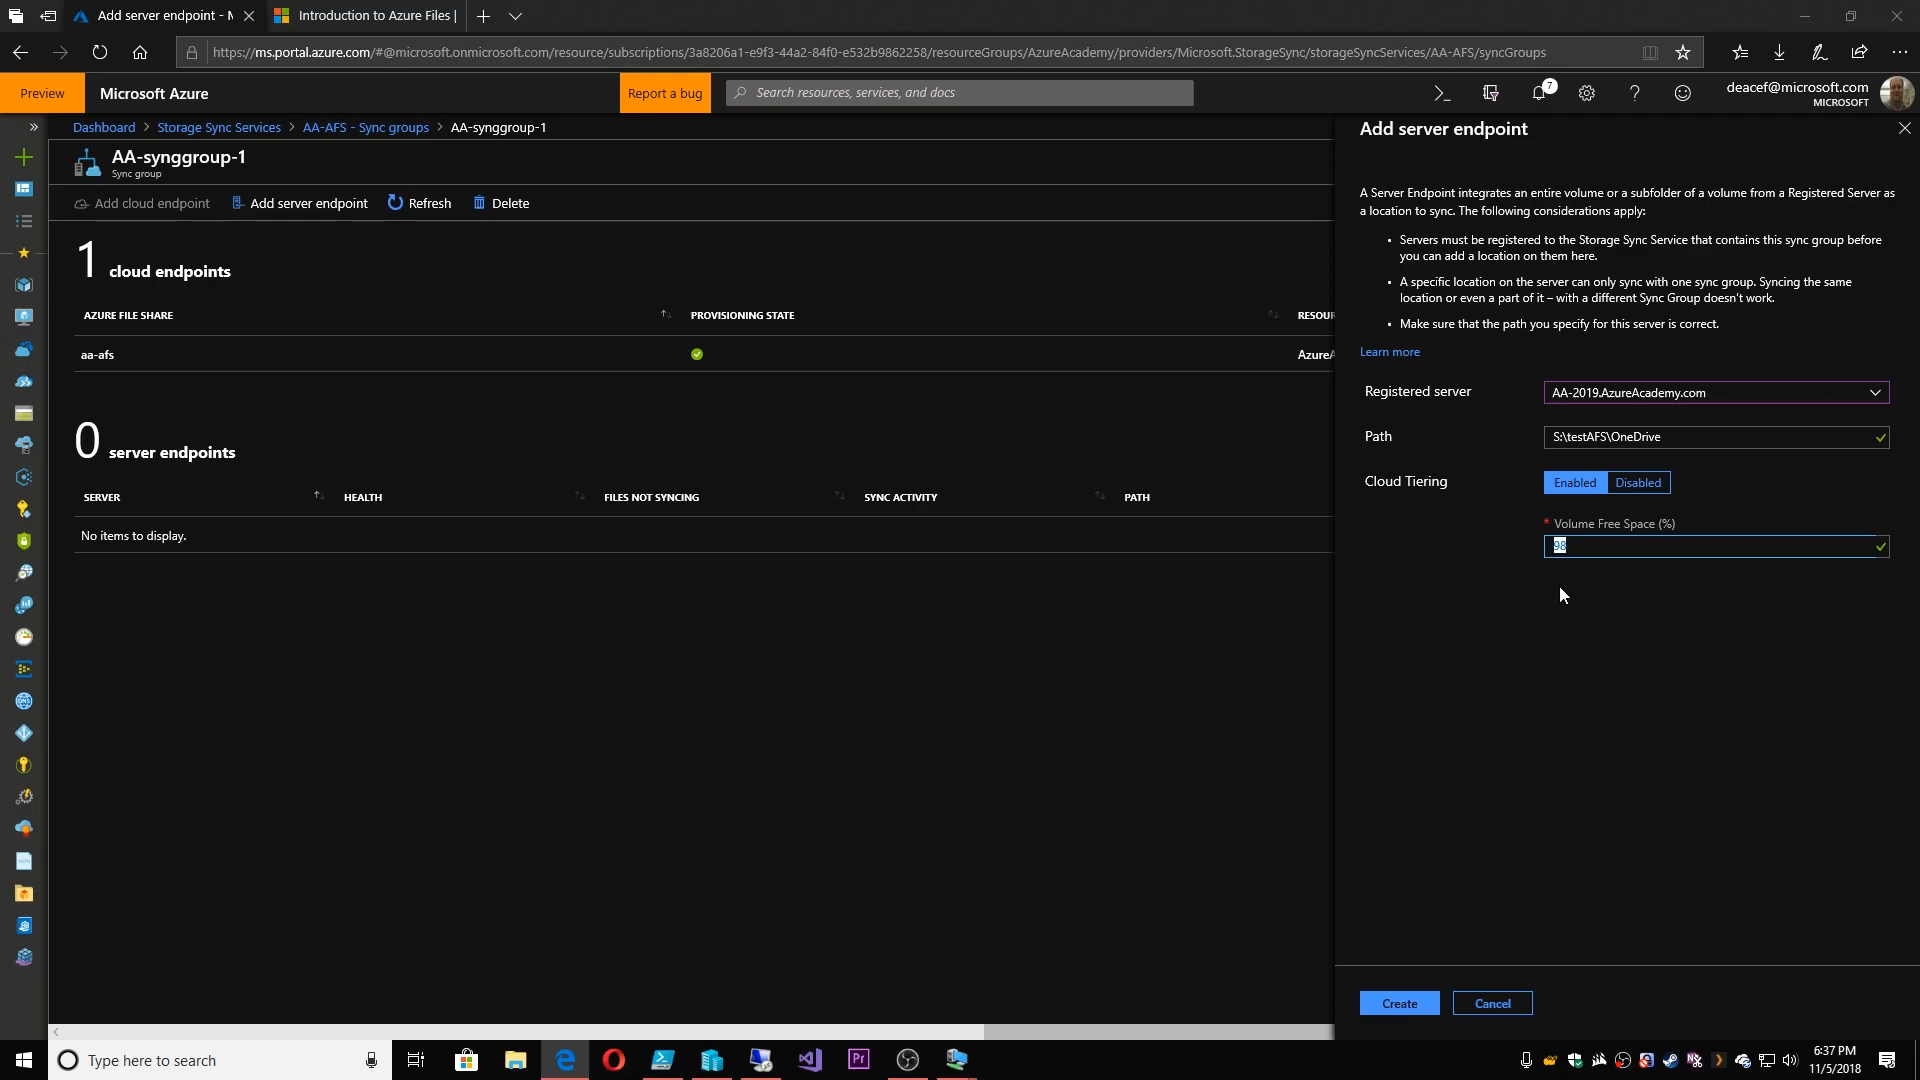 Add server endpoint - M
Introduction to Azure Files |
https://ms.portal.azure.com/#@microsoft.onmicrosoft.com/resource/subscriptions/3a8206a1-e9f3-44a2-84f0-e532b9862258/resourceGroups/AzureAcademy/providers/Microsoft.StorageSync/storageSyncServices/AA-AFS/syncGroups
Preview
Microsoft Azure
Report a bug
Search resources, services, and docs
7
deacef@microsoft.com
MICROSOFT
Dashboard > Storage Sync Services > AA-AFS - Sync groups > AA-synggroup-1
AA-synggroup-1
Sync group
Add cloud endpoint
Add server endpoint
Refresh
Delete
1 cloud endpoints
AZURE FILE SHARE
PROVISIONING STATE
RESOUR
aa-afs
AzureA
0 server endpoints
SERVER
HEALTH
FILES NOT SYNCING
SYNC ACTIVITY
PATH
No items to display.
Add server endpoint
A Server Endpoint integrates an entire volume or a subfolder of a volume from a Registered Server as
a location to sync. The following considerations apply:
• Servers must be registered to the Storage Sync Service that contains this sync group before
you can add a location on them here.
• A specific location on the server can only sync with one sync group. Syncing the same
location or even a part of it – with a different Sync Group doesn't work.
• Make sure that the path you specify for this server is correct.
Learn more
Registered server
AA-2019.AzureAcademy.com
Path
S:\testAFS\OneDrive
Cloud Tiering
Enabled
Disabled
* Volume Free Space (%)
98
Create
Cancel
Type here to search
Pr
6:37 PM
11/5/2018